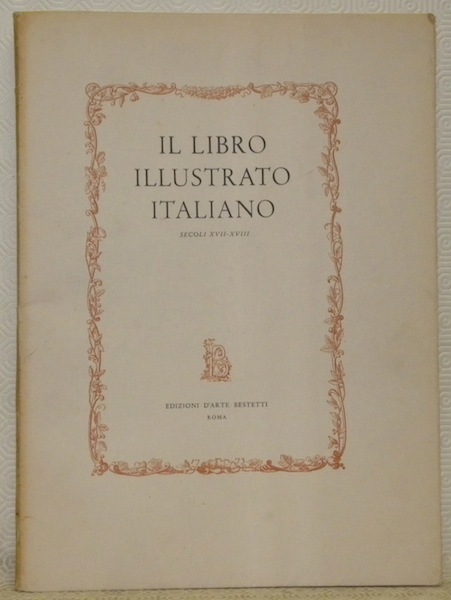 IL LIBRO
ILLUSTRATO
ITALIANO
SECOLI XVII-XVIII
B
EDIZIONI D'ARTE BESTETTI
ROMA